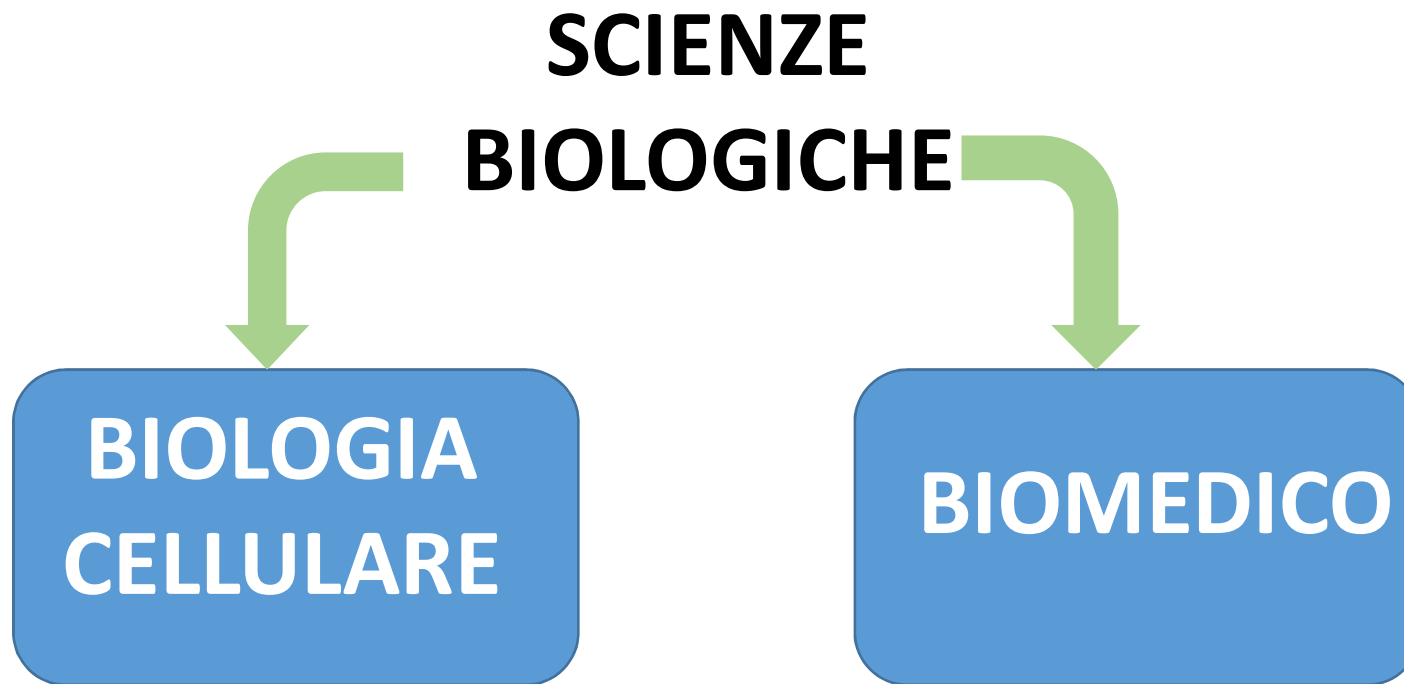 SCIENZE
BIOLOGICHE
BIOLOGIA
CELLULARE
BIOMEDICO